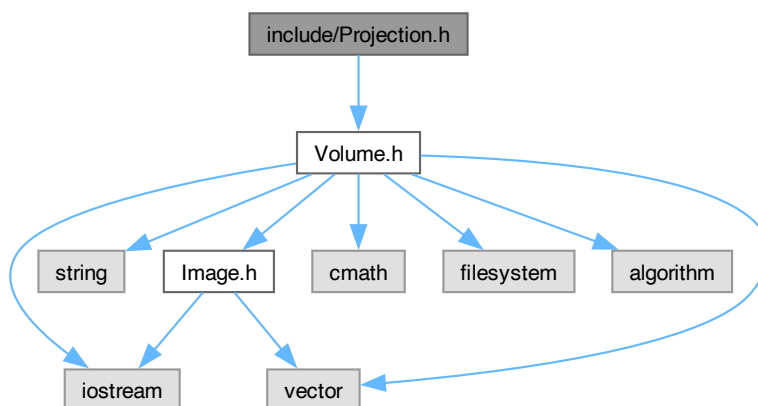 include/Projection.h
Volume.h
string
Image.h
cmath
filesystem
algorithm
iostream
vector